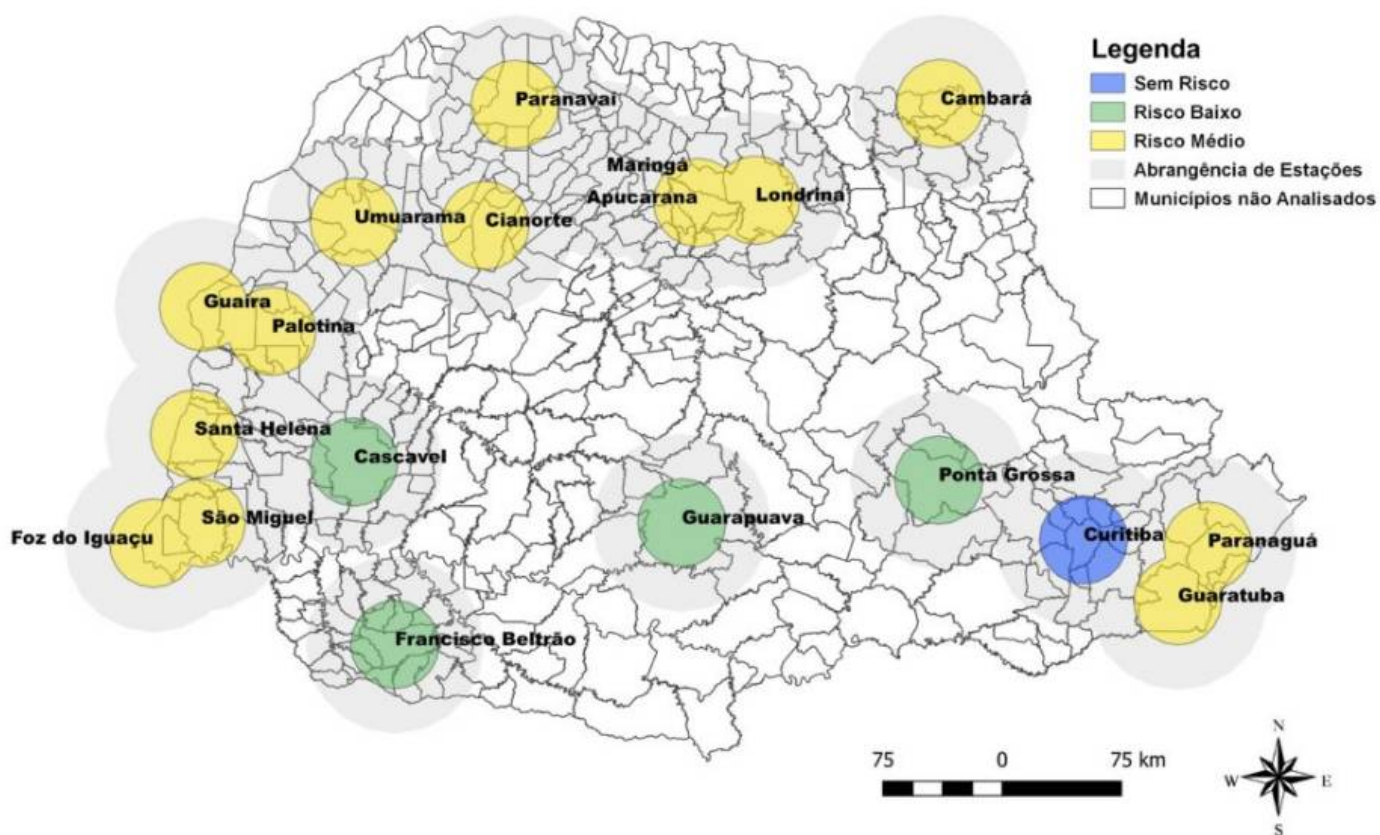 Legenda
Sem Risco
Risco Baixo
Risco Médio
Abrangência de Estações
Municípios não Analisados
Paranavaí
Cambará
Maringá
Apucarana
Londrina
Umuarama
Cianorte
Guaíra
Palotina
Santa Helena
Cascavel
Ponta Grossa
São Miguel
Guarapuava
Foz do Iguaçu
Curitiba
Paranaguá
Guaratuba
Francisco Beltrão
75 0 75 km
N
W E
S